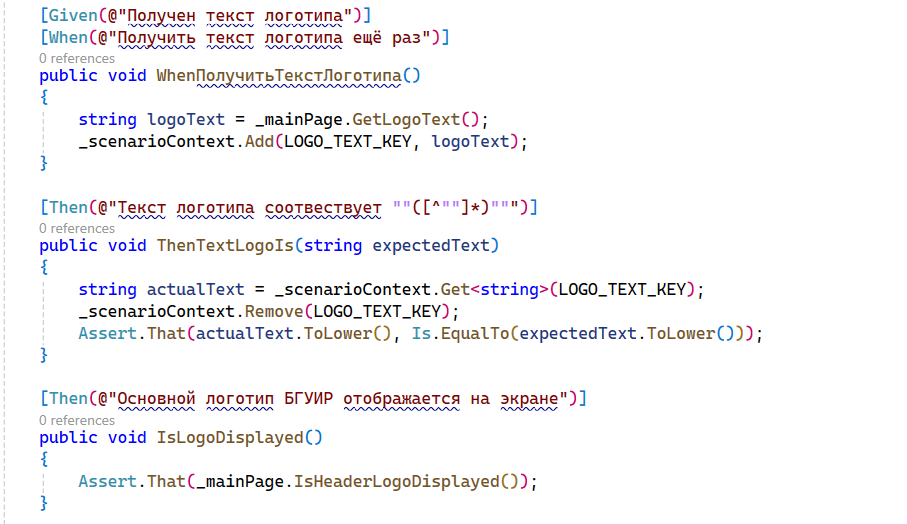 [Given(@"Получен текст логотипа")]
[When(@"Получить текст логотипа ещё раз")]
0 references
public void WhenПолучитьТекстЛоготипа()
{
string logoText = _mainPage.GetLogoText();
_scenarioContext.Add(LOGO_TEXT_KEY, logoText);
}
[Then(@"Текст логотипа соотвествует ""([^""]*)""")]
0 references
public void ThenTextLogoIs(string expectedText)
{
string actualText = _scenarioContext.Get<string>(LOGO_TEXT_KEY);
_scenarioContext.Remove(LOGO_TEXT_KEY);
Assert.That(actualText.ToLower(), Is.EqualTo(expectedText.ToLower()));
}
[Then(@"Основной логотип БГУИР отображается на экране")]
0 references
public void IsLogoDisplayed()
{
Assert.That(_mainPage.IsHeaderLogoDisplayed());
}